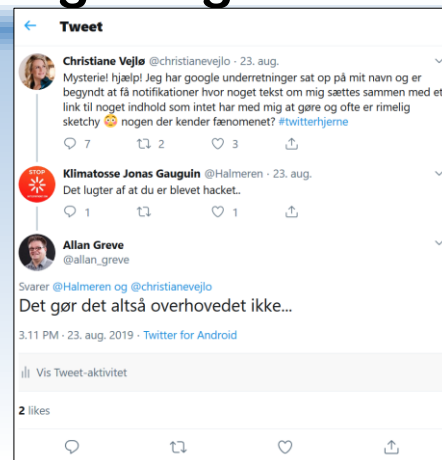 Tweet
Christiane Vejlø @christianevejlo · 23. aug.
Mysterie! hjælp! Jeg har google underretninger sat op på mit navn og er
begyndt at få notifikationer hvor noget tekst om mig sættes sammen med et
link til noget indhold som intet har med mig at gøre og ofte er rimelig
sketchy 😳 nogen der kender fænomenet? #twitterhjerne
7 2 3
STOP
Klimatosse Jonas Gauguin @Halmeren · 23. aug.
Det lugter af at du er blevet hacket..
1 1
Allan Greve
@allan_greve
Svarer @Halmeren og @christianevejlo
Det gør det altså overhovedet ikke...
3.11 PM · 23. aug. 2019 · Twitter for Android
Vis Tweet-aktivitet
2 likes